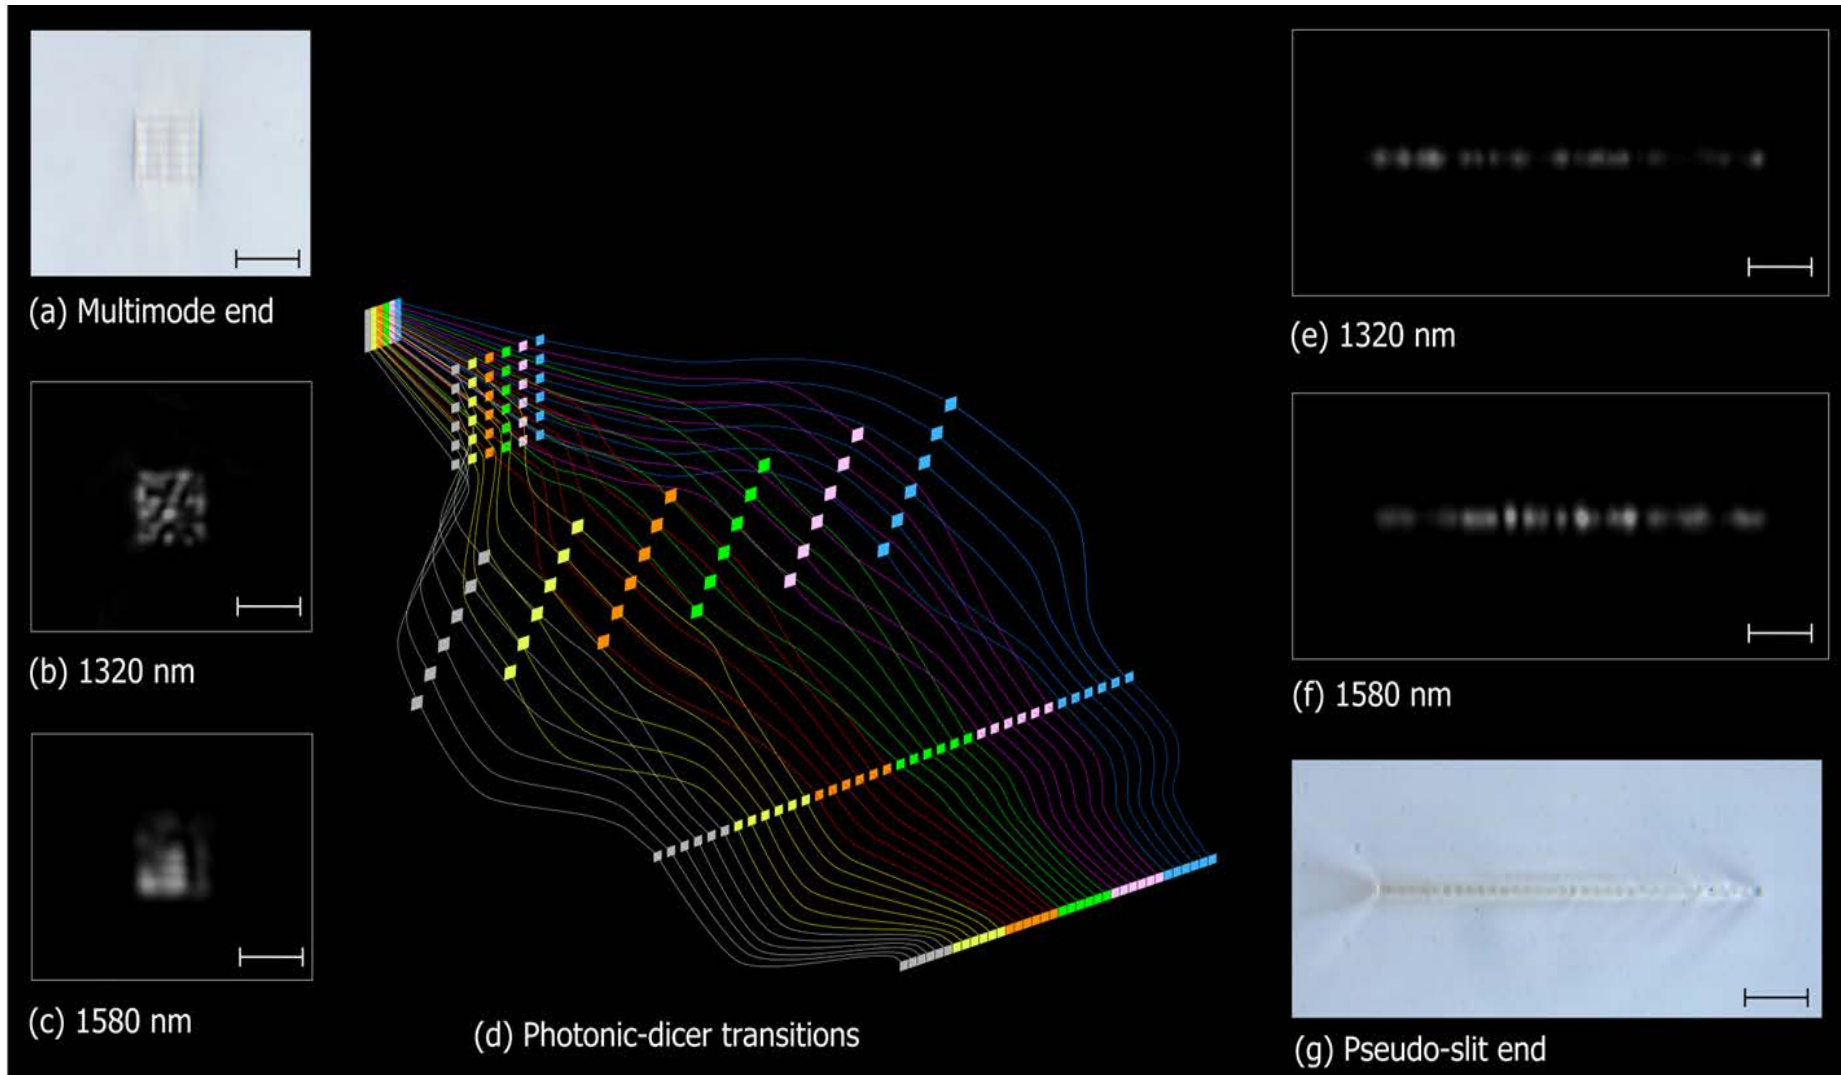 (a) Multimode end
(b) 1320 nm
(c) 1580 nm
(d) Photonic-dicer transitions
(e) 1320 nm
(f) 1580 nm
(g) Pseudo-slit end